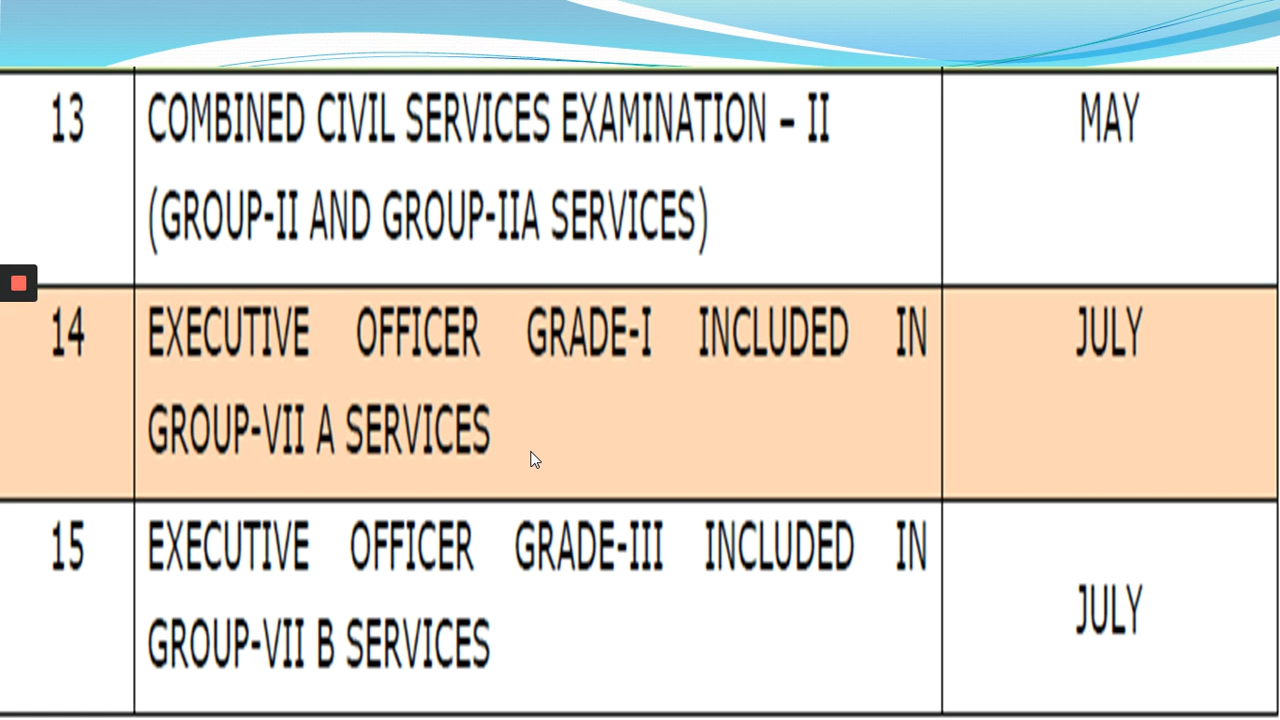 13 COMBINED CIVIL SERVICES EXAMINATION – II MAY
(GROUP-II AND GROUP-IIA SERVICES)
14 EXECUTIVE OFFICER GRADE-I INCLUDED IN JULY
GROUP-VII A SERVICES
15 EXECUTIVE OFFICER GRADE-III INCLUDED IN
JULY
GROUP-VII B SERVICES